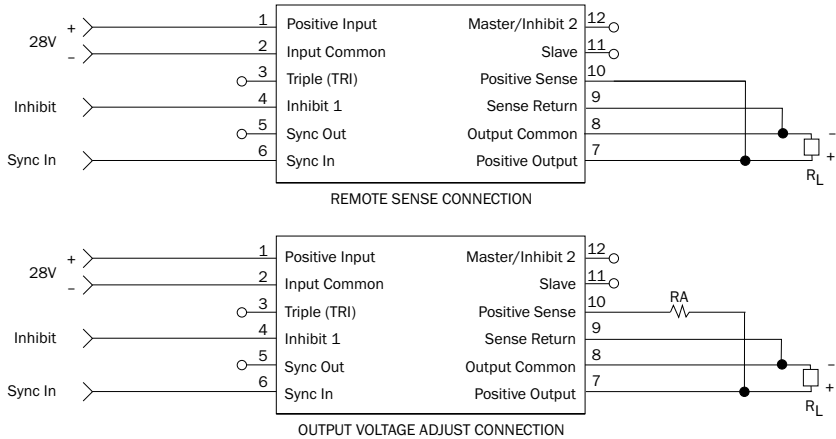 1 Positive Input Master/Inhibit 2 12
28V + – 2 Input Common Slave 11
3 Triple (TRI) Positive Sense 10
Inhibit 4 Inhibit 1 Sense Return 9
5 Sync Out Output Common 8 –
Sync In 6 Sync In Positive Output 7 +
RL
REMOTE SENSE CONNECTION
1 Positive Input Master/Inhibit 2 12
28V + – 2 Input Common Slave 11
3 Triple (TRI) Positive Sense 10 RA
Inhibit 4 Inhibit 1 Sense Return 9
5 Sync Out Output Common 8 –
Sync In 6 Sync In Positive Output 7 +
RL
OUTPUT VOLTAGE ADJUST CONNECTION